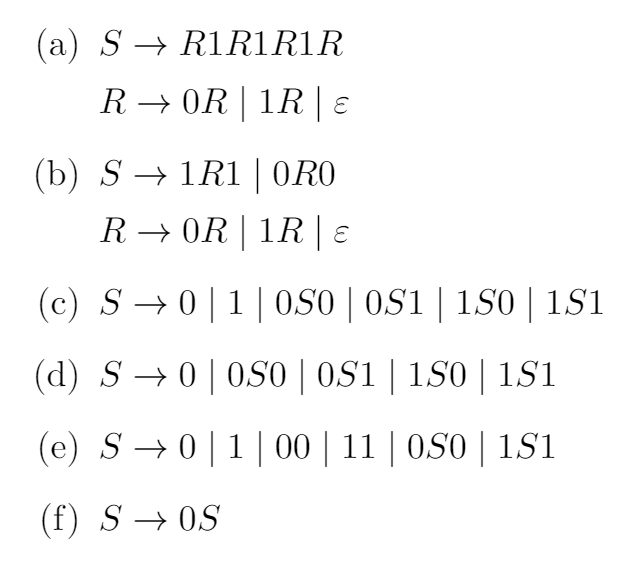 (a) S → R1R1R1R
R → 0R | 1R | ε
(b) S → 1R1 | 0R0
R → 0R | 1R | ε
(c) S → 0 | 1 | 0S0 | 0S1 | 1S0 | 1S1
(d) S → 0 | 0S0 | 0S1 | 1S0 | 1S1
(e) S → 0 | 1 | 00 | 11 | 0S0 | 1S1
(f) S → 0S